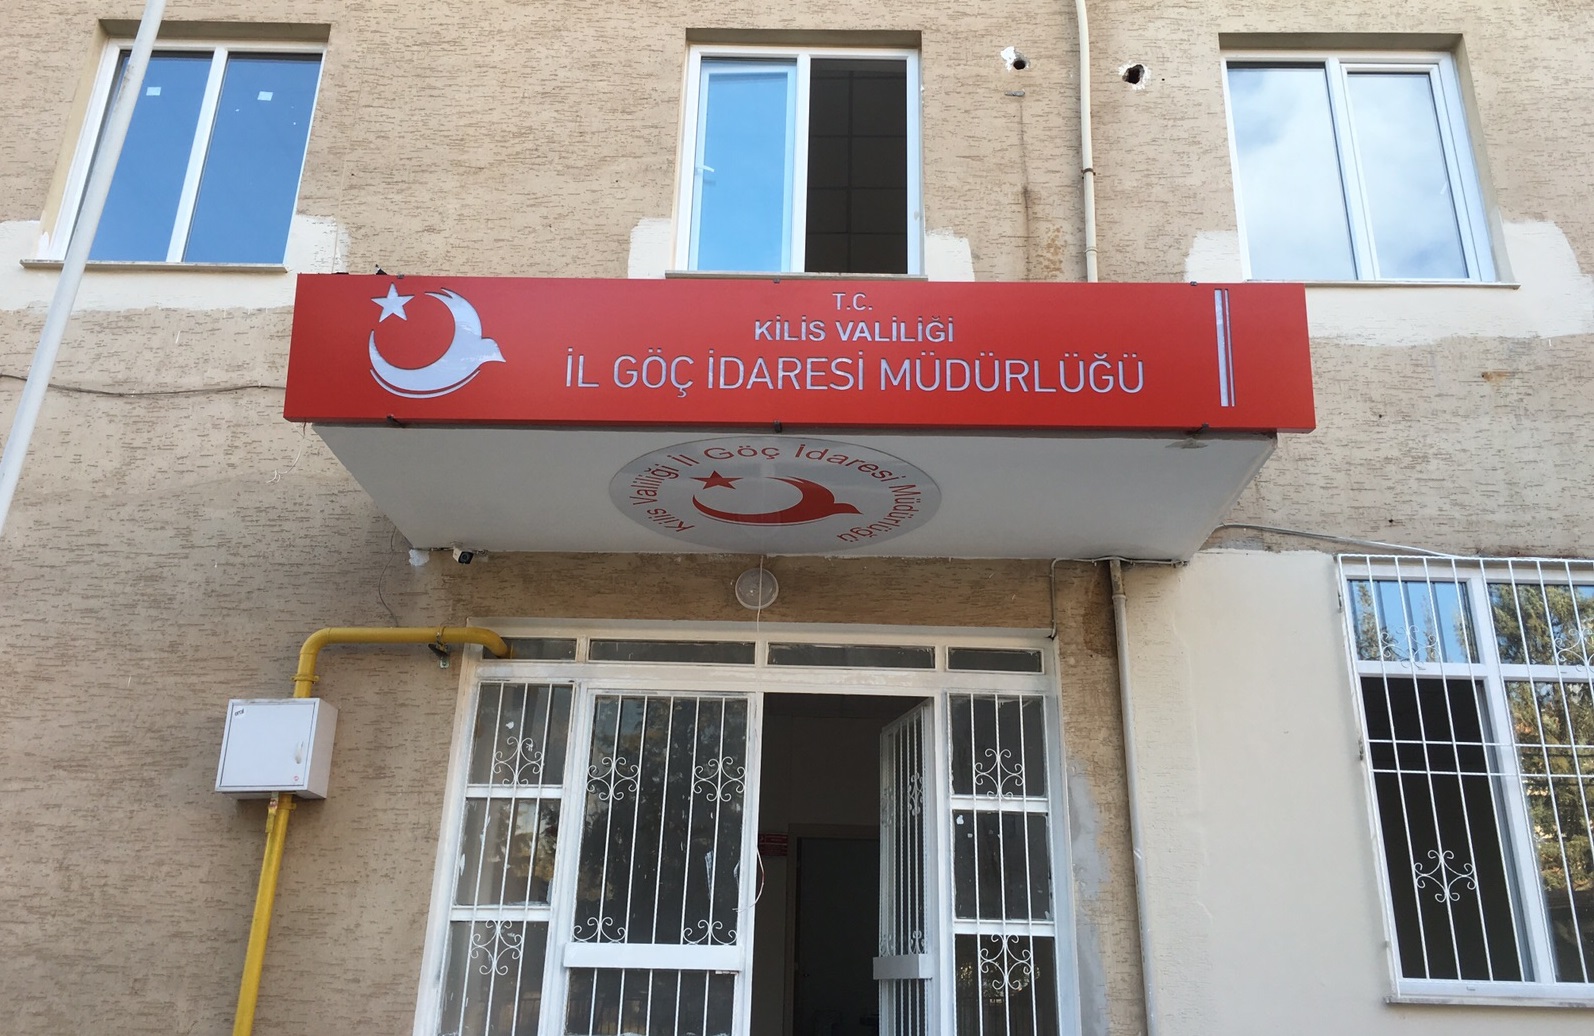 T.C.
KİLİS VALİLİĞİ
İL GÖÇ İDARESİ MÜDÜRLÜĞÜ
Kilis Valiliği İl Göç İdaresi Müdürlüğü